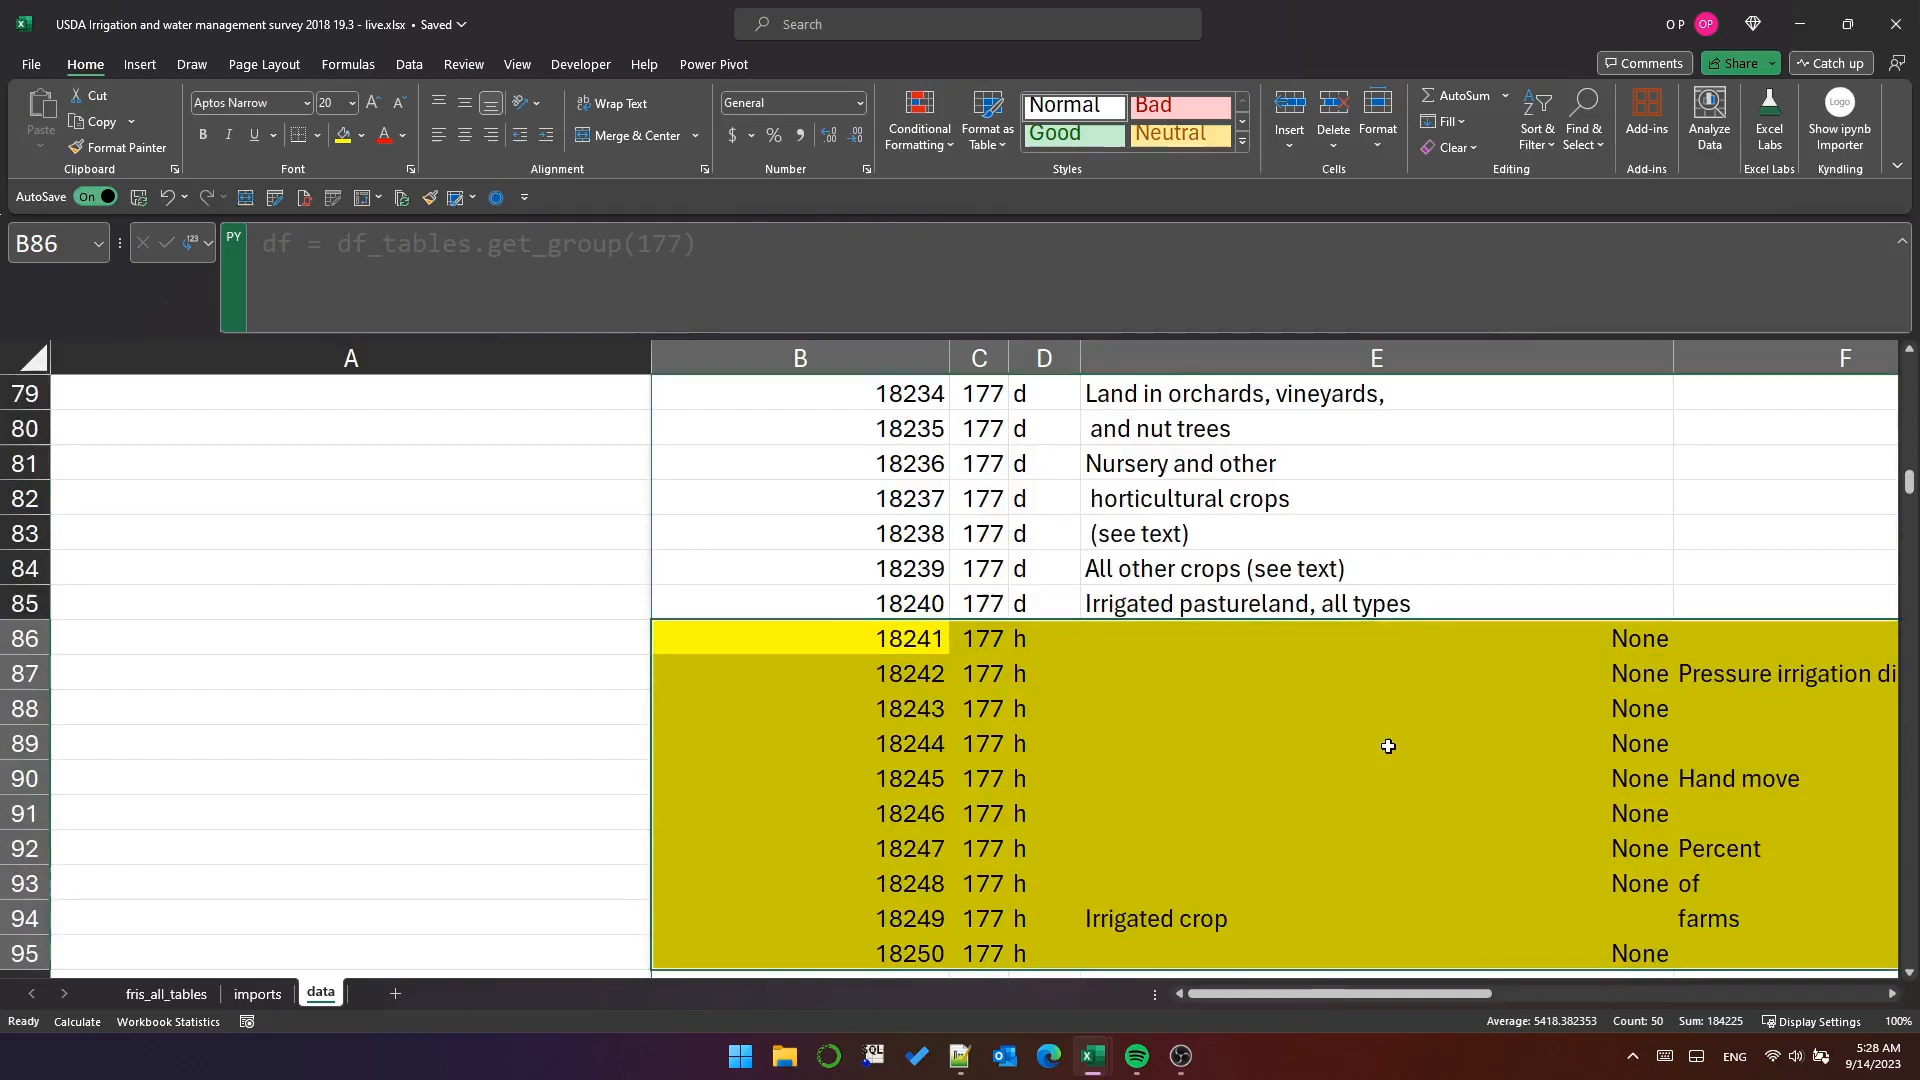 USDA Irrigation and water management survey 2018 19.3 - live.xlsx • Saved
Search
O P
OP
File Home Insert Draw Page Layout Formulas Data Review View Developer Help Power Pivot
Comments Share Catch up
Paste
Cut
Copy
Format Painter
Clipboard
Aptos Narrow 20
B I U
Font
Wrap Text
Merge & Center
Alignment
General
$ % ,
Number
Conditional Formatting
Format as Table
Normal Bad
Good Neutral
Styles
Insert Delete Format
Cells
AutoSum
Fill
Clear
Sort & Filter
Find & Select
Editing
Add-ins
Add-ins
Analyze Data
Excel Labs
Excel Labs
Logo
Show ipynb Importer
Kyndling
AutoSave On
B86
PY
df = df_tables.get_group(177)
A B C D E F
79 18234 177 d Land in orchards, vineyards,
80 18235 177 d and nut trees
81 18236 177 d Nursery and other
82 18237 177 d horticultural crops
83 18238 177 d (see text)
84 18239 177 d All other crops (see text)
85 18240 177 d Irrigated pastureland, all types
86 18241 177 h None
87 18242 177 h None Pressure irrigation di
88 18243 177 h None
89 18244 177 h None
90 18245 177 h None Hand move
91 18246 177 h None
92 18247 177 h None Percent
93 18248 177 h None of
94 18249 177 h Irrigated crop farms
95 18250 177 h None
fris_all_tables imports data
Ready Calculate Workbook Statistics
Average: 5418.382353 Count: 50 Sum: 184225 Display Settings 100%
ENG
5:28 AM
9/14/2023